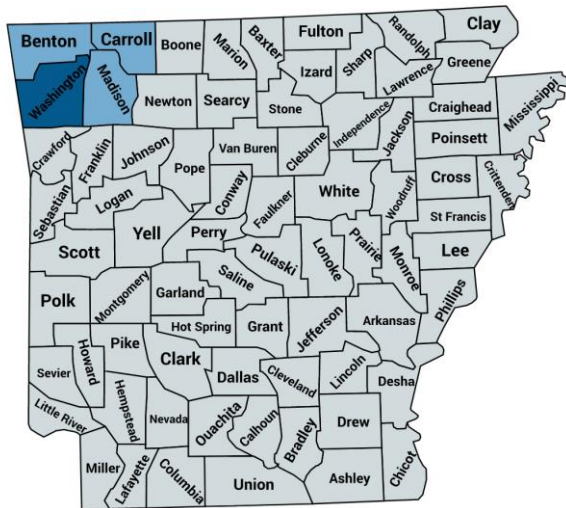 Benton
Carroll
Boone
Marion
Baxter
Fulton
Randolph
Clay
Washington
Madison
Newton
Searcy
Stone
Izard
Sharp
Lawrence
Greene
Independence
Jackson
Craighead
Mississippi
Crawford
Franklin
Johnson
Pope
Van Buren
Cleburne
Poinsett
Sebastian
Logan
Conway
Faulkner
White
Woodruff
Cross
Crittenden
Scott
Yell
Perry
Pulaski
Lonoke
Prairie
Monroe
St Francis
Lee
Polk
Montgomery
Garland
Saline
Hot Spring
Grant
Jefferson
Arkansas
Phillips
Sevier
Howard
Pike
Clark
Dallas
Cleveland
Lincoln
Desha
Little River
Hempstead
Nevada
Ouachita
Calhoun
Bradley
Drew
Miller
Lafayette
Columbia
Union
Ashley
Chicot